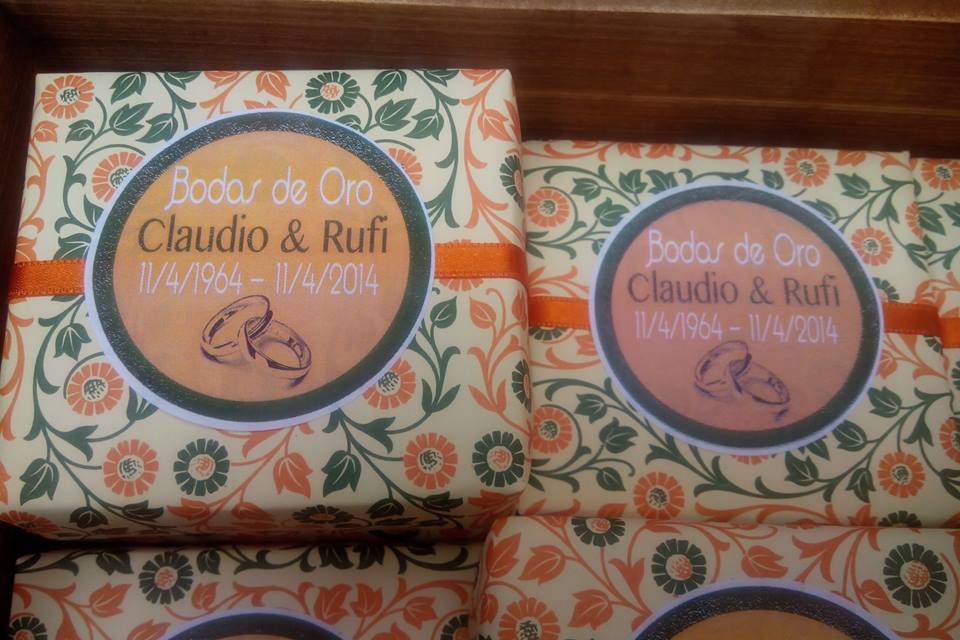 Bodas de Oro
Claudio & Rufi
11/4/1964 - 11/4/2014
Bodas de Oro
Claudio & Rufi
11/4/1964 - 11/4/2014